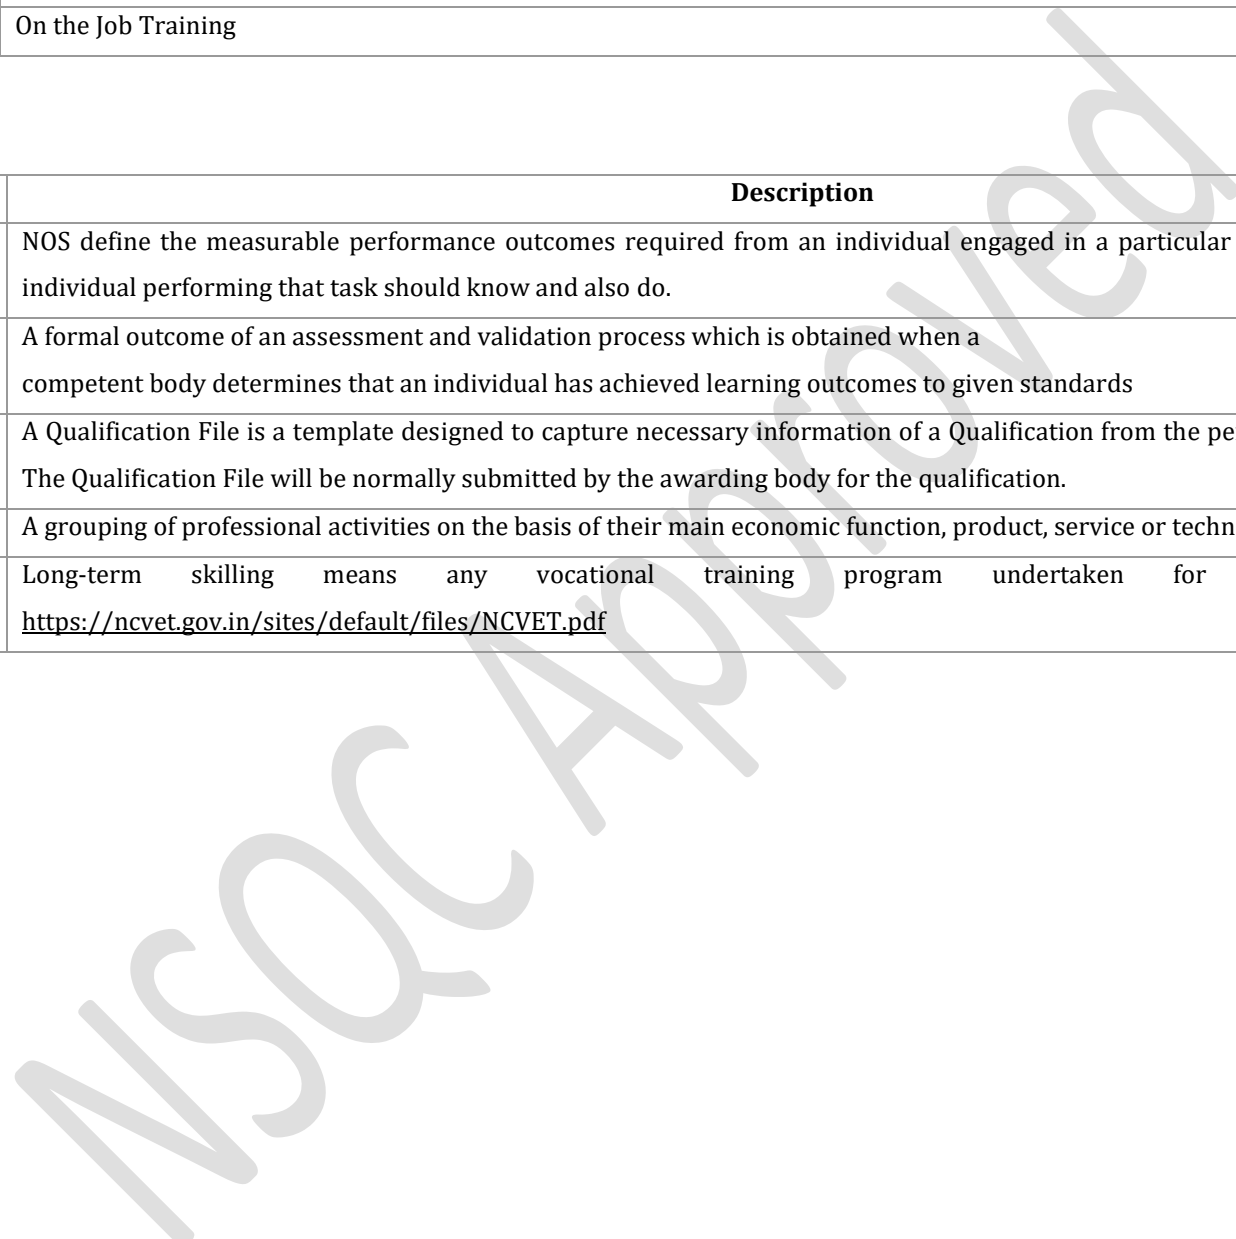 On the Job Training
Description
NOS define the measurable performance outcomes required from an individual engaged in a particular
individual performing that task should know and also do.
A formal outcome of an assessment and validation process which is obtained when a
competent body determines that an individual has achieved learning outcomes to given standards
A Qualification File is a template designed to capture necessary information of a Qualification from the
The Qualification File will be normally submitted by the awarding body for the qualification.
A grouping of professional activities on the basis of their main economic function, product, service or
Long-term skilling means any vocational training program undertaken for
https://ncvet.gov.in/sites/default/files/NCVET.pdf
NSQC Approved